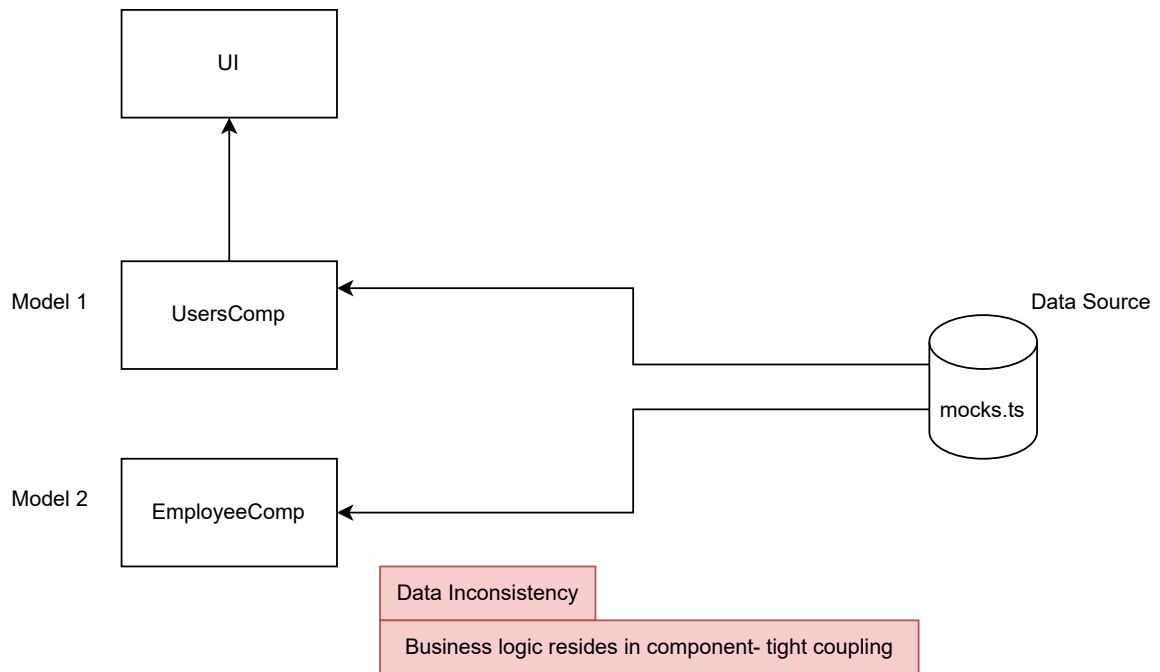 UI
Model 1
UsersComp
Data Source
mocks.ts
Model 2
EmployeeComp
Data Inconsistency
Business logic resides in component- tight coupling